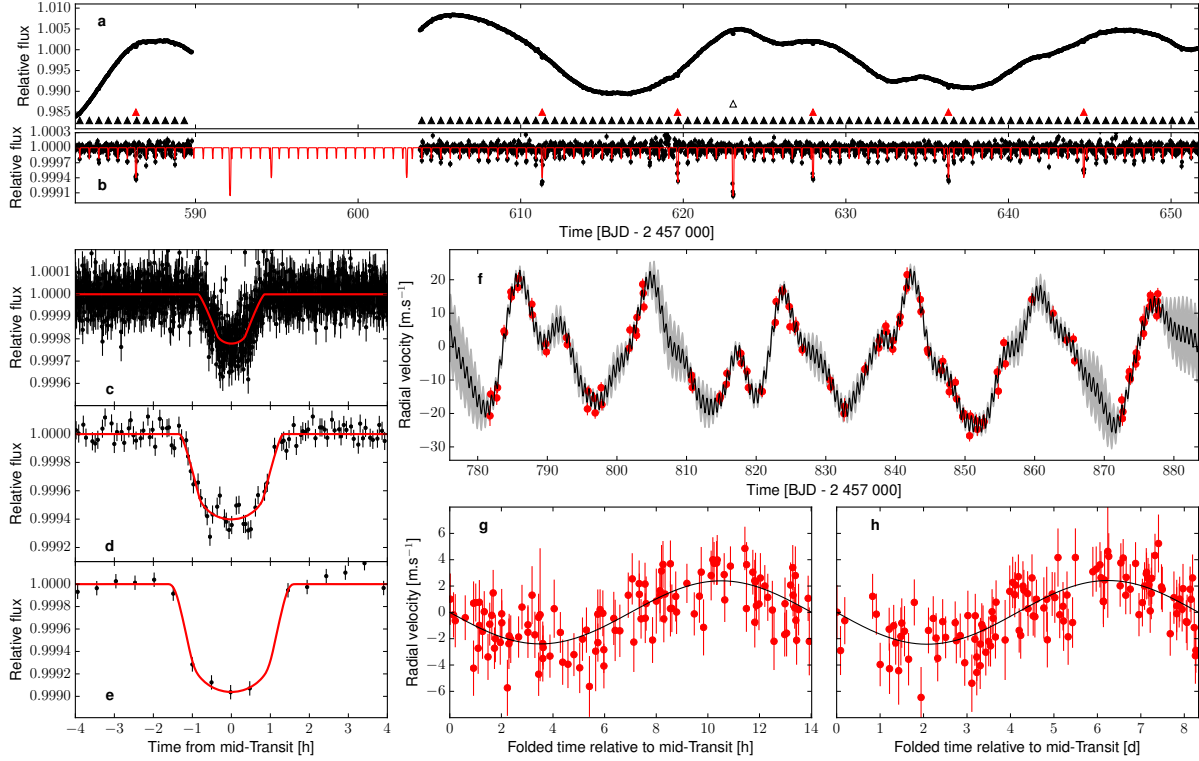 a
Relative flux
1.010
1.005
1.000
0.995
0.990
0.985
b
Relative flux
1.0003
1.0000
0.9997
0.9994
0.9991
590 600 610 620 630 640 650
Time [BJD - 2 457 000]
c
Relative flux
1.0001
1.0000
0.9999
0.9998
0.9997
0.9996
d
Relative flux
1.0000
0.9998
0.9996
0.9994
0.9992
e
Relative flux
1.0000
0.9998
0.9996
0.9994
0.9992
0.9990
−4 −3 −2 −1 0 1 2 3 4
Time from mid-Transit [h]
f
Radial velocity [m.s⁻¹]
20
10
0
−10
−20
−30
780 790 800 810 820 830 840 850 860 870 880
Time [BJD - 2 457 000]
g
Radial velocity [m.s⁻¹]
6
4
2
0
−2
−4
−6
0 2 4 6 8 10 12 14
Folded time relative to mid-Transit [h]
h
0 1 2 3 4 5 6 7 8
Folded time relative to mid-Transit [d]